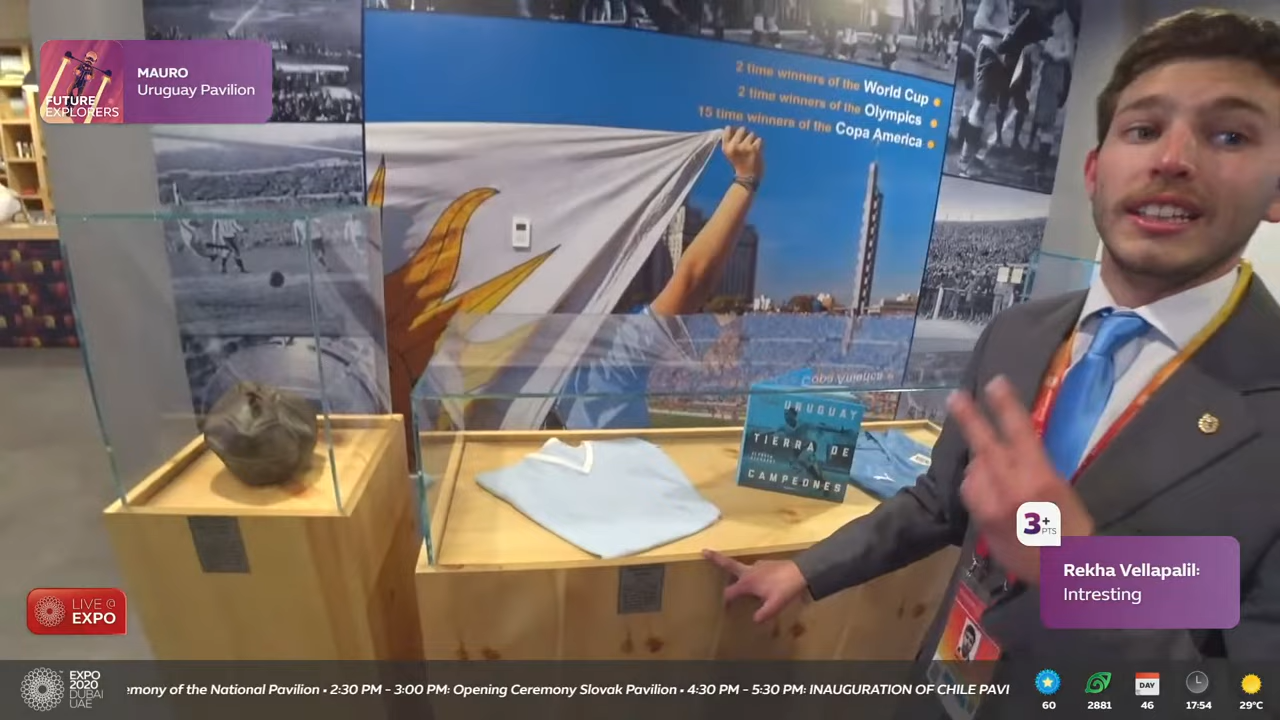 MAURO
Uruguay Pavilion
FUTURE
EXPLORERS
2 time winners of the World Cup
2 time winners of the Olympics
15 time winners of the Copa America
Copa America
URUGUAY
TIERRA DE
CAMPEONES
3+
PTS
Rekha Vellapalil:
Intresting
LIVE @
EXPO
EXPO
2020
DUBAI
UAE
emony of the National Pavilion • 2:30 PM - 3:00 PM: Opening Ceremony Slovak Pavilion • 4:30 PM - 5:30 PM: INAUGURATION OF CHILE PAVI
DAY
60
2881
46
17:54
29°C